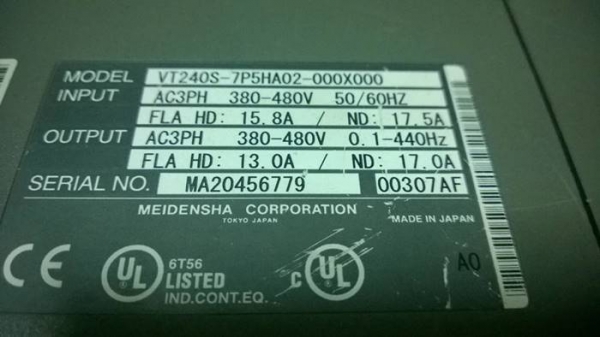 MODEL VT240S-7P5HA02-000X000
INPUT AC3PH 380-480V 50/60HZ
FLA HD: 15.8A / ND: 17.5A
OUTPUT AC3PH 380-480V 0.1-440Hz
FLA HD: 13.0A / ND: 17.0A
SERIAL NO. MA20456779 00307AF
MEIDENSHA CORPORATION
TOKYO JAPAN
MADE IN JAPAN
CE UL 6T56
LISTED
IND.CONT.EQ.
c UL
A0